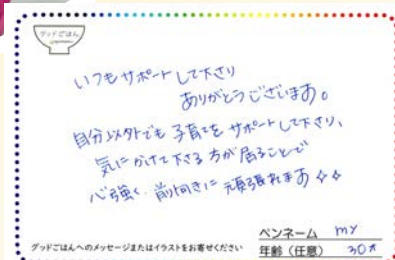 グッドごはん
いつもサポートして下さり
ありがとうございます。
自分以外でも子育てをサポートして下さり、
気にかけて下さる方が居ることで
心強く、前向きに頑張れます✧✧
グッドごはんへのメッセージまたはイラストをお寄せください
ペンネーム my
年齢（任意） 30才